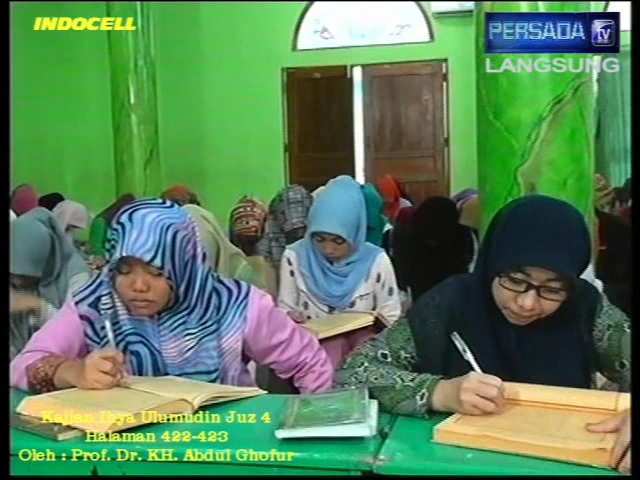 INDOCELL
PERSADA tv
LANGSUNG
Kajian Ihya Ulumudin Juz 4
Halaman 422-423
Oleh : Prof. Dr. KH. Abdul Ghofur